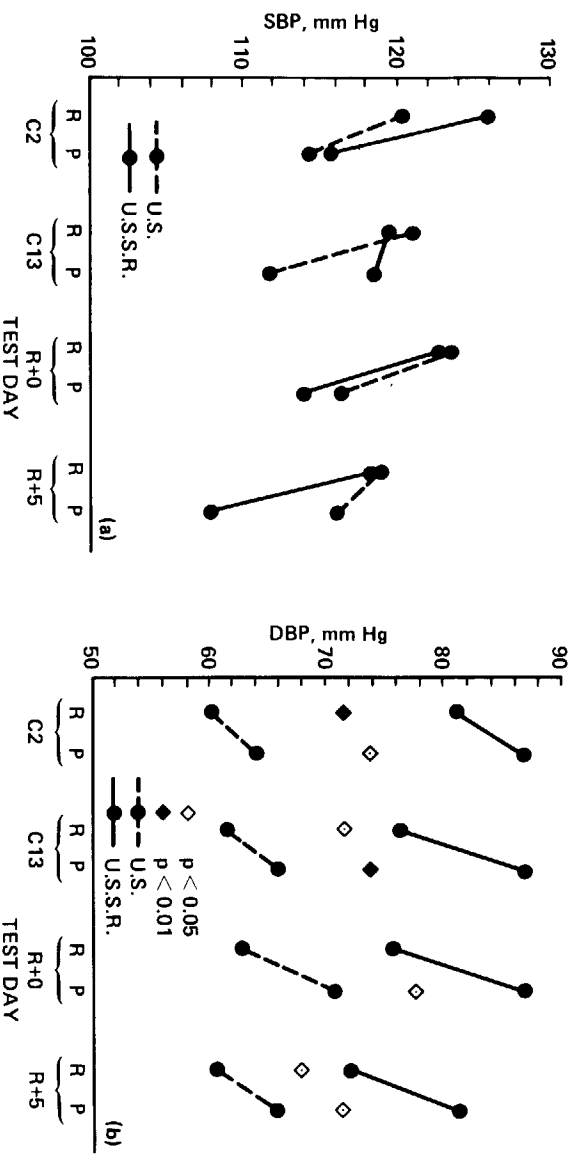 SBP, mm Hg
130
120
110
100
R P R P R P R P
C2 C13 R+0 R+5
TEST DAY
U.S.
U.S.S.R.
(a)
DBP, mm Hg
90
80
70
60
50
R P R P R P R P
C2 C13 R+0 R+5
TEST DAY
p < 0.05
p < 0.01
U.S.
U.S.S.R.
(b)